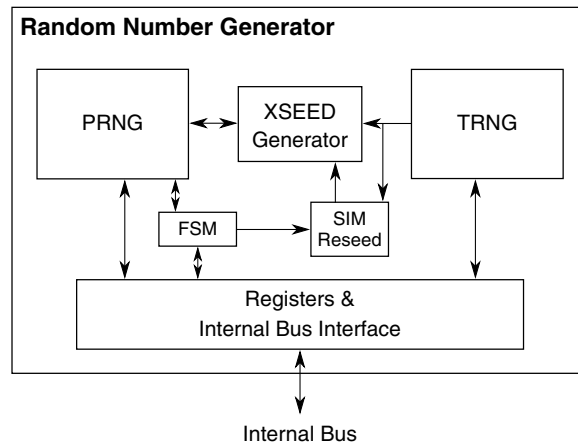 Random Number Generator
PRNG
XSEED
Generator
TRNG
FSM
SIM
Reseed
Registers &
Internal Bus Interface
Internal Bus